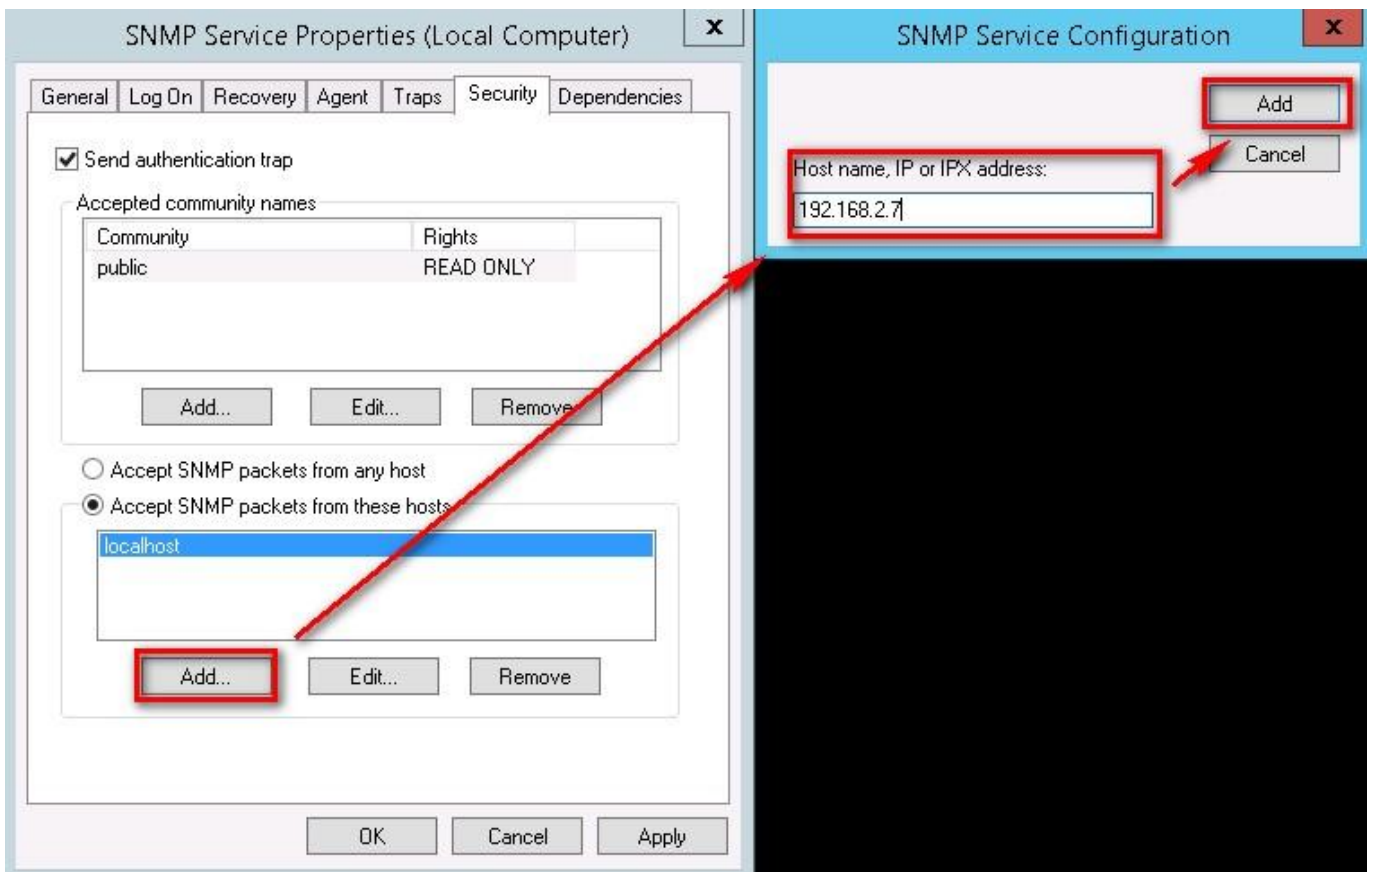 SNMP Service Properties (Local Computer)
x
General Log On Recovery Agent Traps Security Dependencies
Send authentication trap
Accepted community names
Community Rights
public READ ONLY
Add... Edit... Remove
Accept SNMP packets from any host
Accept SNMP packets from these hosts
localhost
Add... Edit... Remove
OK Cancel Apply
SNMP Service Configuration
x
Add
Cancel
Host name, IP or IPX address:
192.168.2.7